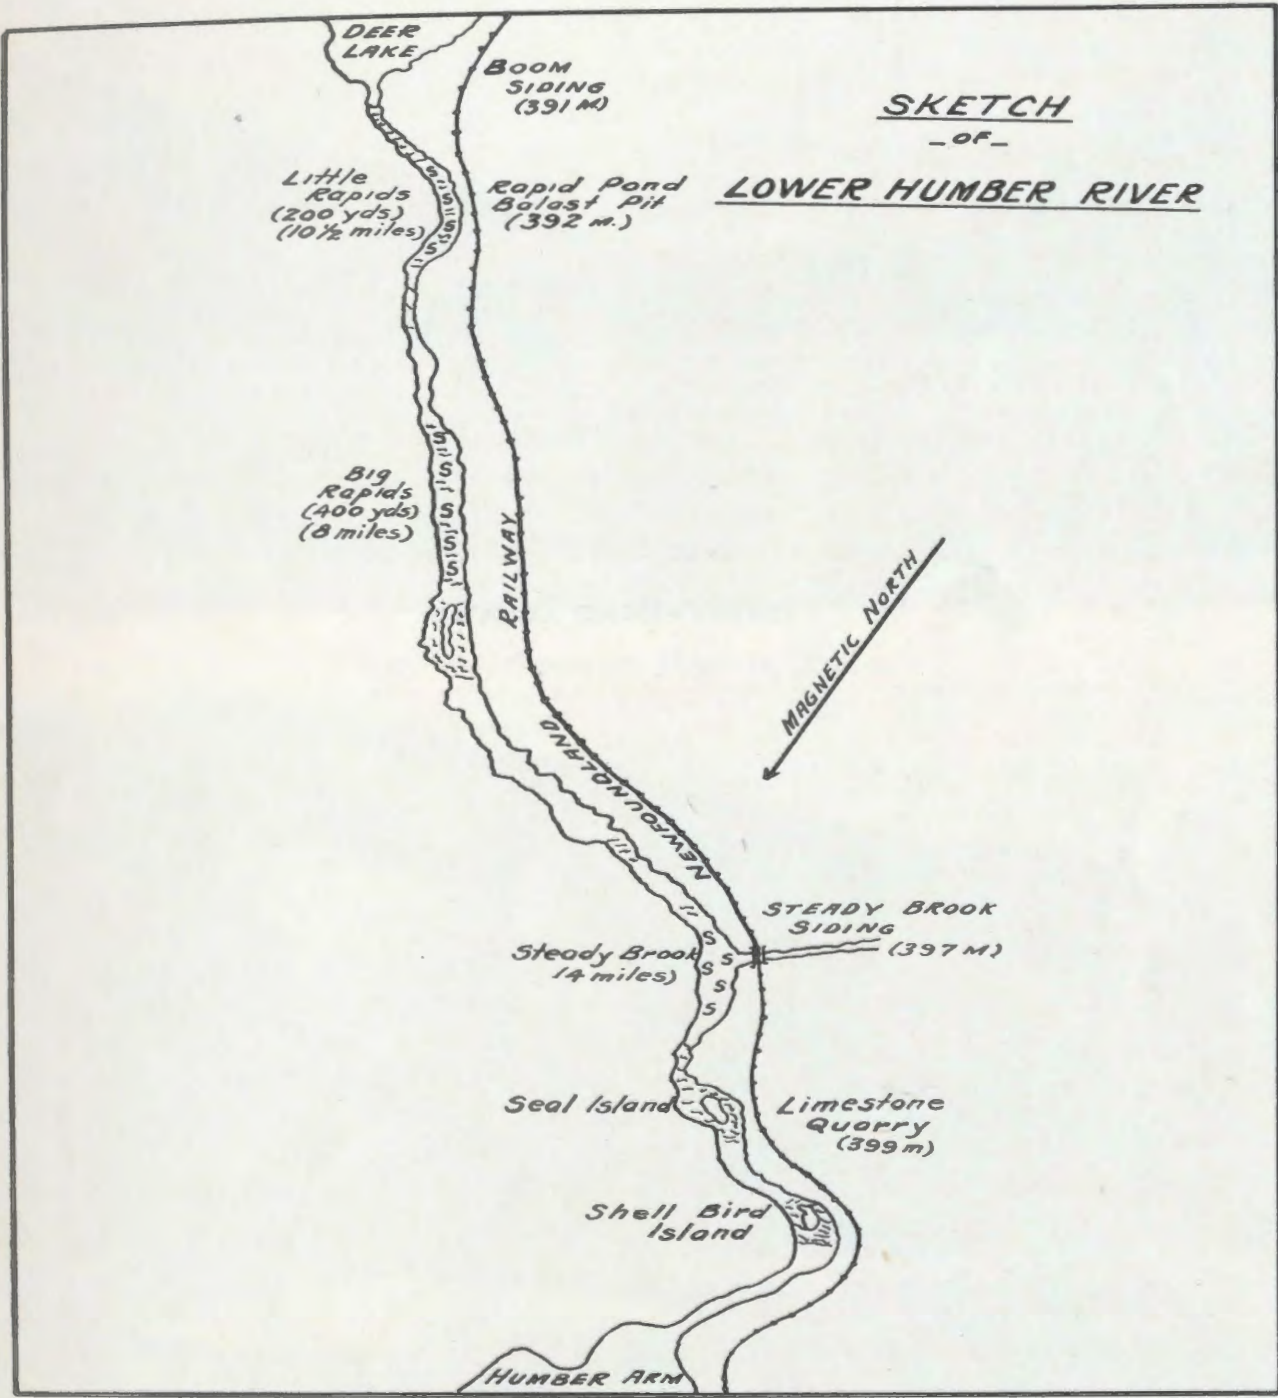 DEER
LAKE
BOOM
SIDING
(391 M)
SKETCH
_ OF _
LOWER HUMBER RIVER
Little
Rapids
(200 yds)
(10½ miles)
Rapid Pond
Balast Pit
(392 m.)
Big
Rapids
(400 yds)
(8 miles)
NEWFOUNDLAND RAILWAY
MAGNETIC NORTH
STEADY BROOK
SIDING
(397 M)
Steady Brook
(4 miles)
Seal Island
Limestone
Quarry
(399 m)
Shell Bird
Island
HUMBER ARM
S
S
S
S
S
S
S
S
S
S
S
S
S
S